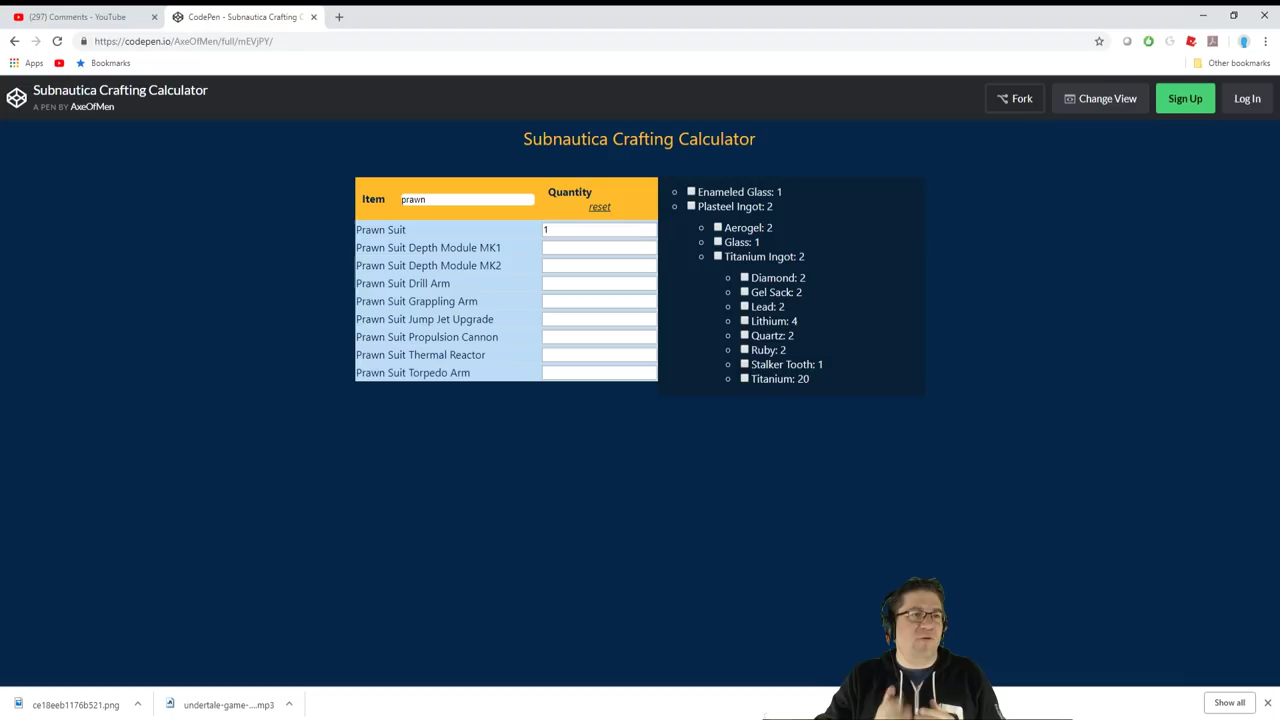 (297) Comments - YouTube
CodePen - Subnautica Crafting C
https://codepen.io/AxeOfMen/full/mEVjPY/
Apps
Bookmarks
Other bookmarks
Subnautica Crafting Calculator
A PEN BY AxeOfMen
Fork
Change View
Sign Up
Log In
Subnautica Crafting Calculator
Item
prawn
Quantity
reset
Prawn Suit
1
Prawn Suit Depth Module MK1
Prawn Suit Depth Module MK2
Prawn Suit Drill Arm
Prawn Suit Grappling Arm
Prawn Suit Jump Jet Upgrade
Prawn Suit Propulsion Cannon
Prawn Suit Thermal Reactor
Prawn Suit Torpedo Arm
Enameled Glass: 1
Plasteel Ingot: 2
Aerogel: 2
Glass: 1
Titanium Ingot: 2
Diamond: 2
Gel Sack: 2
Lead: 2
Lithium: 4
Quartz: 2
Ruby: 2
Stalker Tooth: 1
Titanium: 20
ce18eeb1176b521.png
undertale-game-....mp3
Show all